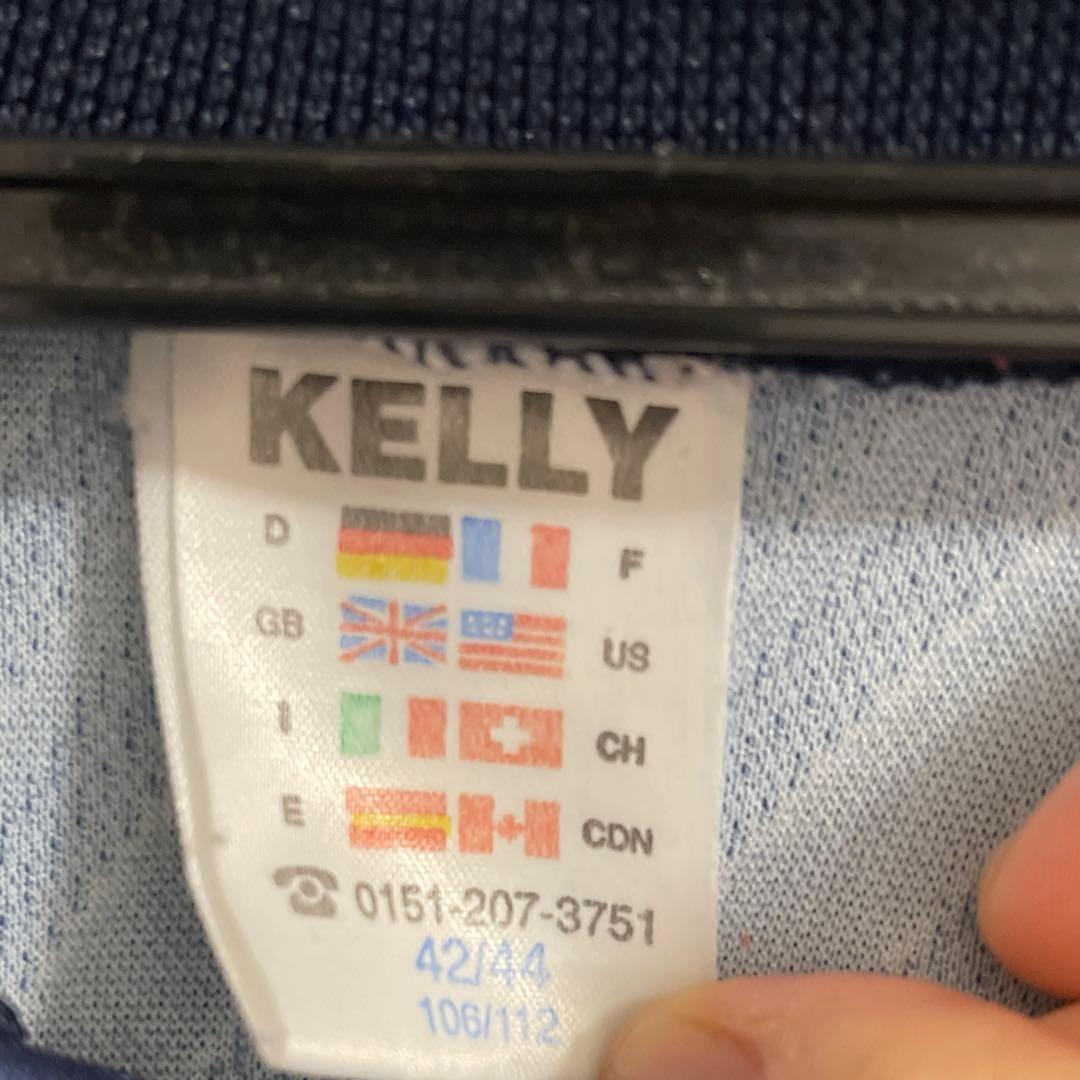 KELLY
D F
GB US
I CH
E CDN
0151-207-3751
42/44
106/112